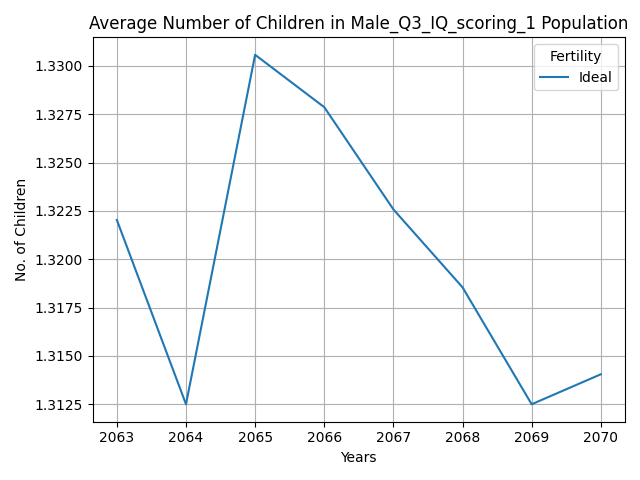 Average Number of Children in Male_Q3_IQ_scoring_1 Population
Fertility
Ideal
No. of Children
1.3300
1.3275
1.3250
1.3225
1.3200
1.3175
1.3150
1.3125
2063 2064 2065 2066 2067 2068 2069 2070
Years